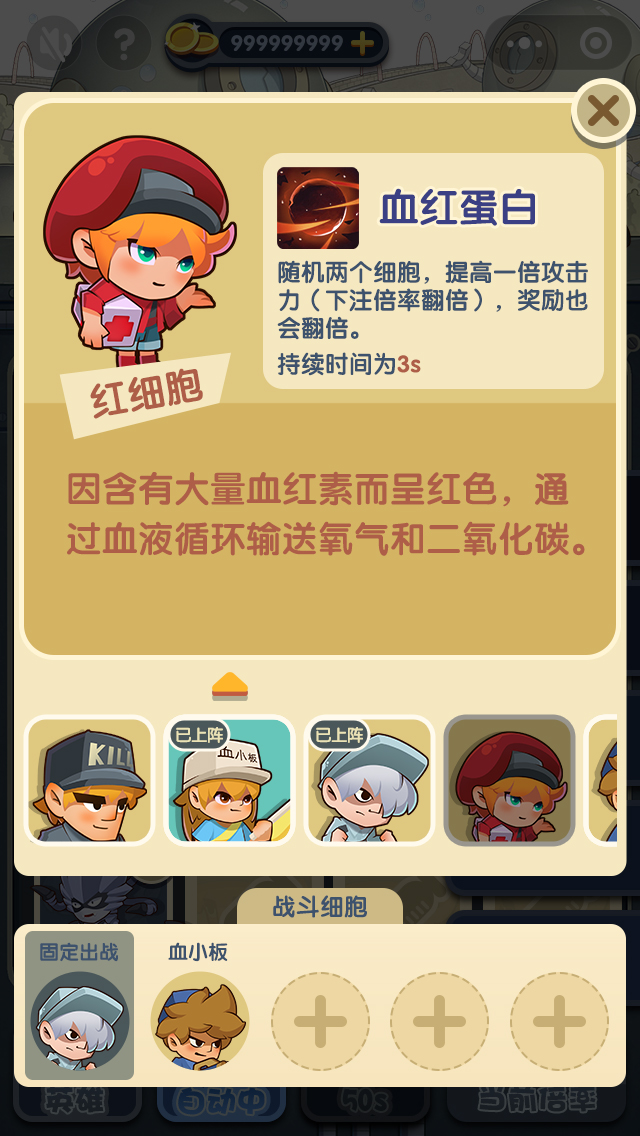 ?
999999999
血红蛋白
随机两个细胞，提高一倍攻击
力（下注倍率翻倍），奖励也
会翻倍。
持续时间为3s
红细胞
因含有大量血红素而呈红色，通
过血液循环输送氧气和二氧化碳。
KILL
已上阵
血小板
已上阵
战斗细胞
固定出战
血小板
英雄
自动中
50s
当前倍率